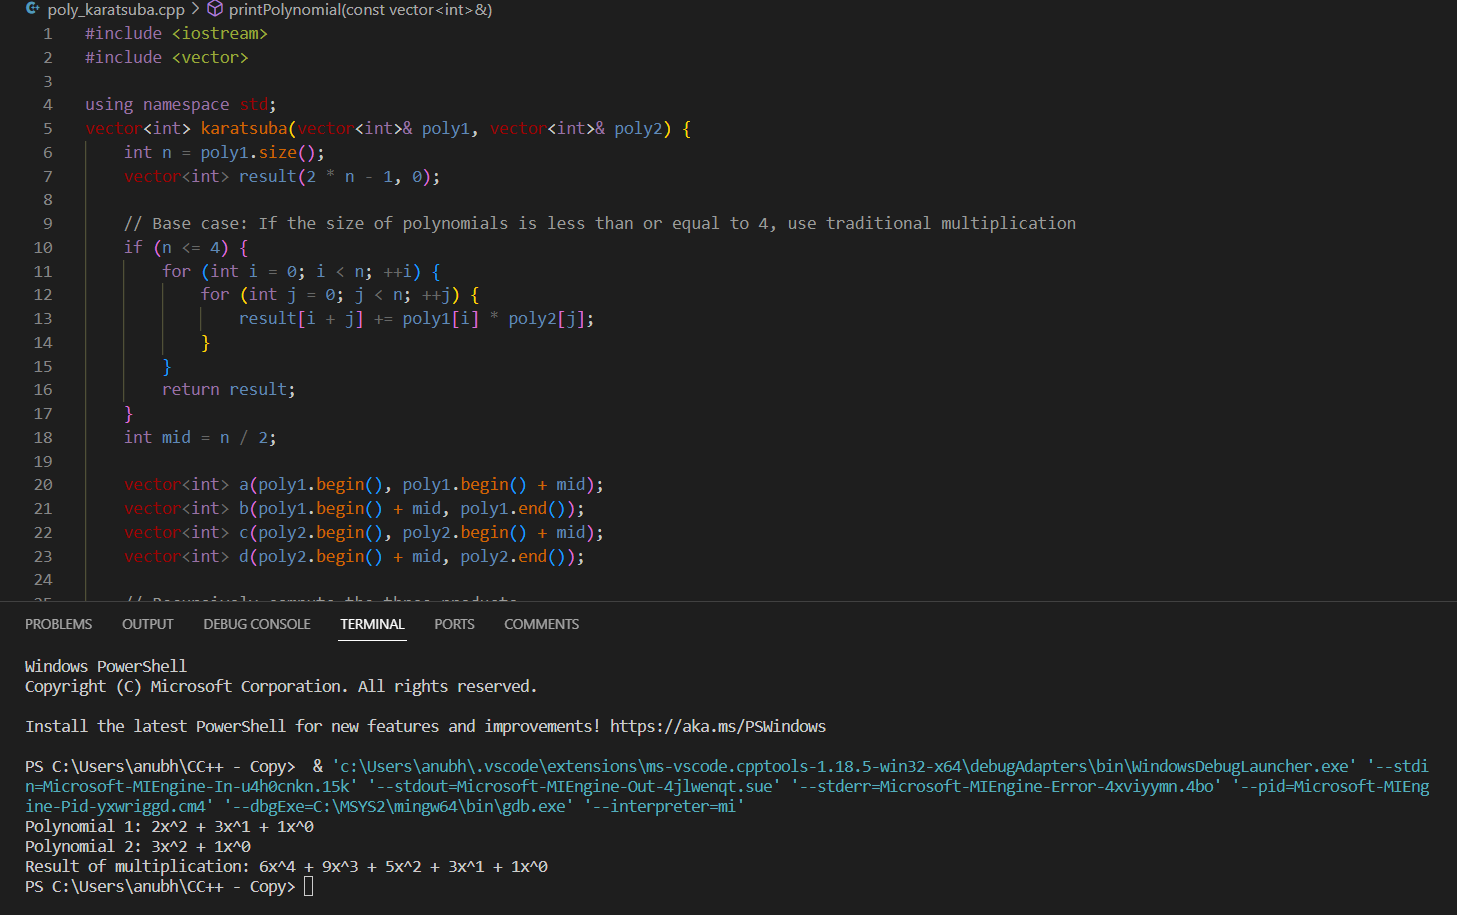 poly_karatsuba.cpp > printPolynomial(const vector<int>&)
1 #include <iostream>
2 #include <vector>
3
4 using namespace std;
5 vector<int> karatsuba(vector<int>& poly1, vector<int>& poly2) {
6 int n = poly1.size();
7 vector<int> result(2 * n - 1, 0);
8
9 // Base case: If the size of polynomials is less than or equal to 4, use traditional multiplication
10 if (n <= 4) {
11 for (int i = 0; i < n; ++i) {
12 for (int j = 0; j < n; ++j) {
13 result[i + j] += poly1[i] * poly2[j];
14 }
15 }
16 return result;
17 }
18 int mid = n / 2;
19
20 vector<int> a(poly1.begin(), poly1.begin() + mid);
21 vector<int> b(poly1.begin() + mid, poly1.end());
22 vector<int> c(poly2.begin(), poly2.begin() + mid);
23 vector<int> d(poly2.begin() + mid, poly2.end());
24
25 // Recursively compute the three products
PROBLEMS OUTPUT DEBUG CONSOLE TERMINAL PORTS COMMENTS
Windows PowerShell
Copyright (C) Microsoft Corporation. All rights reserved.
Install the latest PowerShell for new features and improvements! https://aka.ms/PSWindows
PS C:\Users\anubh\CC++ - Copy>  & 'c:\Users\anubh\.vscode\extensions\ms-vscode.cpptools-1.18.5-win32-x64\debugAdapters\bin\WindowsDebugLauncher.exe' '--stdi
n=Microsoft-MIEngine-In-u4h0cnkn.15k' '--stdout=Microsoft-MIEngine-Out-4jlwenqt.sue' '--stderr=Microsoft-MIEngine-Error-4xviyymn.4bo' '--pid=Microsoft-MIEng
ine-Pid-yxwriggd.cm4' '--dbgExe=C:\MSYS2\mingw64\bin\gdb.exe' '--interpreter=mi'
Polynomial 1: 2x^2 + 3x^1 + 1x^0
Polynomial 2: 3x^2 + 1x^0
Result of multiplication: 6x^4 + 9x^3 + 5x^2 + 3x^1 + 1x^0
PS C:\Users\anubh\CC++ - Copy>